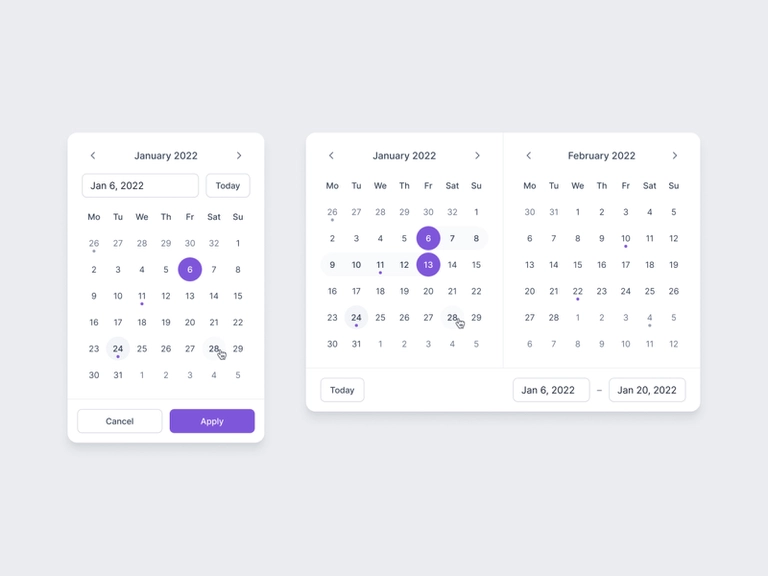 January 2022
Jan 6, 2022 Today
Mo Tu We Th Fr Sat Su
26 27 28 29 30 32 1
2 3 4 5 6 7 8
9 10 11 12 13 14 15
16 17 18 19 20 21 22
23 24 25 26 27 28 29
30 31 1 2 3 4 5
Cancel Apply
January 2022
Mo Tu We Th Fr Sat Su
26 27 28 29 30 32 1
2 3 4 5 6 7 8
9 10 11 12 13 14 15
16 17 18 19 20 21 22
23 24 25 26 27 28 29
30 31 1 2 3 4 5
February 2022
Mo Tu We Th Fr Sat Su
30 31 1 2 3 4 5
6 7 8 9 10 11 12
13 14 15 16 17 18 19
20 21 22 23 24 25 26
27 28 1 2 3 4 5
6 7 8 9 10 11 12
Today Jan 6, 2022 – Jan 20, 2022